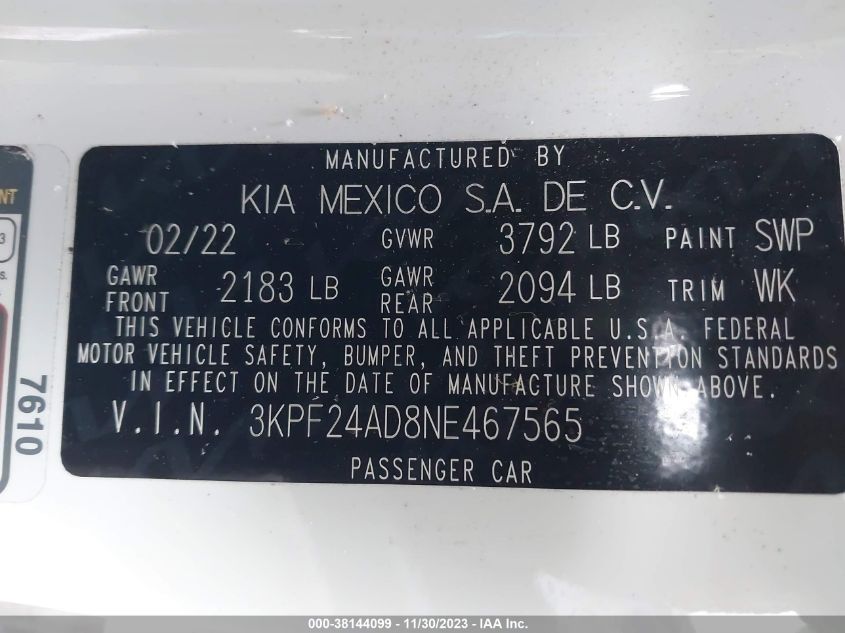 MANUFACTURED BY
KIA MEXICO S.A. DE C.V.
02/22 GVWR 3792 LB PAINT SWP
GAWR FRONT 2183 LB GAWR REAR 2094 LB TRIM WK
THIS VEHICLE CONFORMS TO ALL APPLICABLE U.S.A. FEDERAL
MOTOR VEHICLE SAFETY, BUMPER, AND THEFT PREVENTION STANDARDS
IN EFFECT ON THE DATE OF MANUFACTURE SHOWN ABOVE.
V.I.N. 3KPF24AD8NE467565
PASSENGER CAR
NT
3
s.
7610
000-38144099 - 11/30/2023 - IAA Inc.